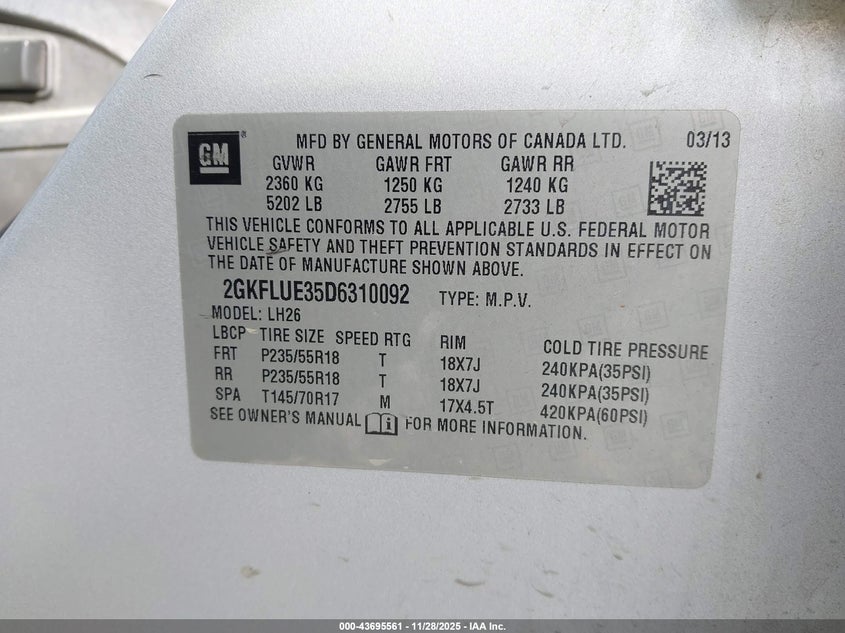 GM ® MFD BY GENERAL MOTORS OF CANADA LTD. 03/13
GVWR GAWR FRT GAWR RR
2360 KG 1250 KG 1240 KG
5202 LB 2755 LB 2733 LB
THIS VEHICLE CONFORMS TO ALL APPLICABLE U.S. FEDERAL MOTOR
VEHICLE SAFETY AND THEFT PREVENTION STANDARDS IN EFFECT ON
THE DATE OF MANUFACTURE SHOWN ABOVE.
2GKFLUE35D6310092 TYPE: M.P.V.
MODEL: LH26
LBCP TIRE SIZE SPEED RTG RIM COLD TIRE PRESSURE
FRT P235/55R18 T 18X7J 240KPA(35PSI)
RR P235/55R18 T 18X7J 240KPA(35PSI)
SPA T145/70R17 M 17X4.5T 420KPA(60PSI)
SEE OWNER'S MANUAL i FOR MORE INFORMATION.
000-43695561 | 11/28/2025 - IAA Inc.